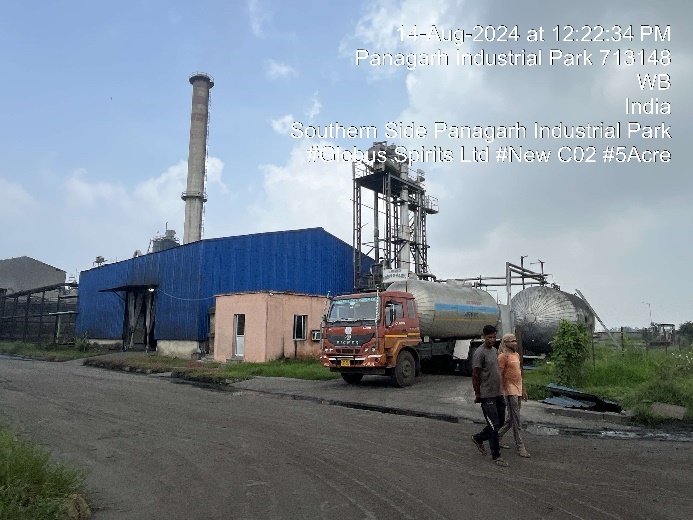 14-Aug-2024 at 12:22:34 PM
Panagarh Industrial Park 713148
WB
India
Southern Side Panagarh Industrial Park
#Globus Spirits Ltd #New C02 #5Acre